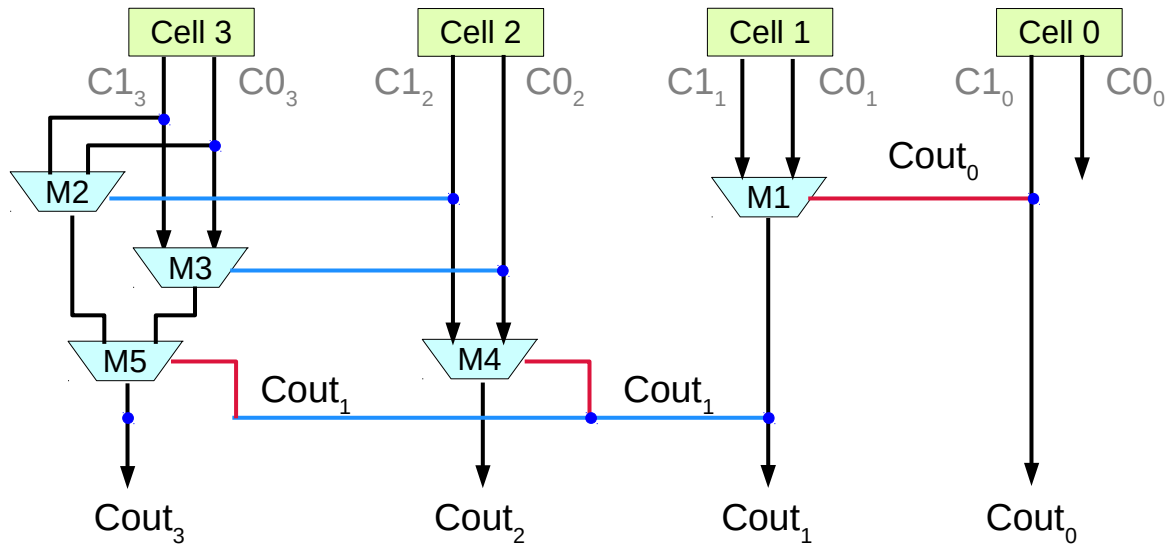 Cell 3 Cell 2 Cell 1 Cell 0
C1₃ C0₃ C1₂ C0₂ C1₁ C0₁ C1₀ C0₀
Cout₀
M2 M1
M3
M5 M4
Cout₁ Cout₁
Cout₃ Cout₂ Cout₁ Cout₀